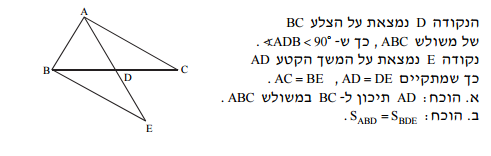 A
B
C
D
E
הנקודה D נמצאת על הצלע BC
של משולש ABC, כך ש- ∢ADB < 90°.
נקודה E נמצאת על המשך הקטע AD
כך שמתקיים AD = DE, AC = BE.
א. הוכח: AD תיכון ל- BC במשולש ABC.
ב. הוכח: S_ABD = S_BDE.